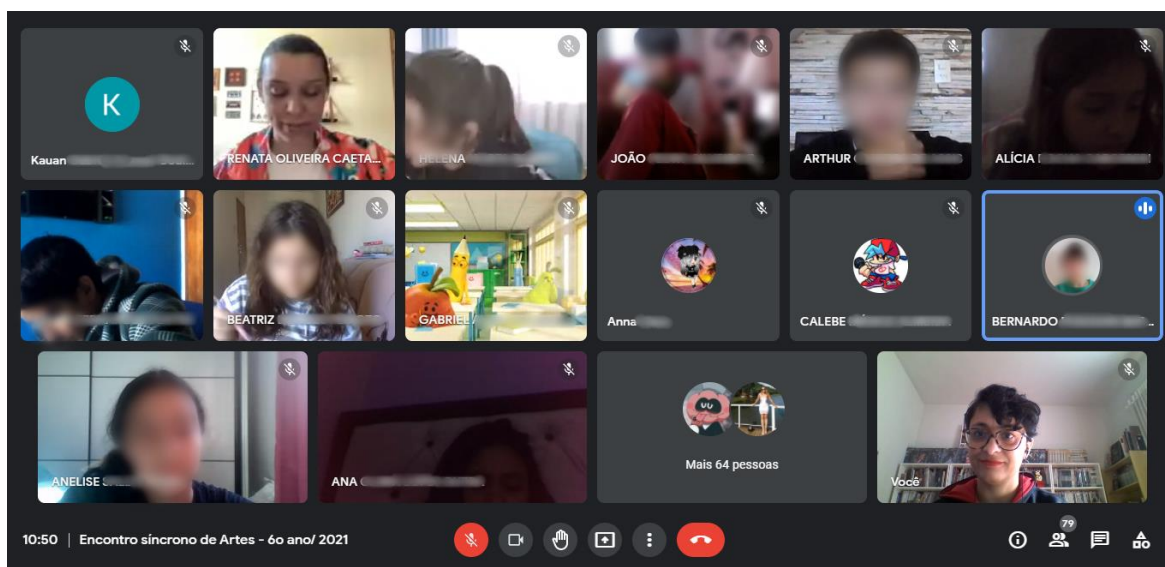 K
Kauan
RENATA OLIVEIRA CAETA...
HELENA
JOÃO
ARTHUR
ALÍCIA
BEATRIZ
GABRIEL
Anna
CALEBE
BERNARDO
ANELISE
ANA
Mais 64 pessoas
Você
10:50 | Encontro síncrono de Artes - 6o ano/ 2021
79